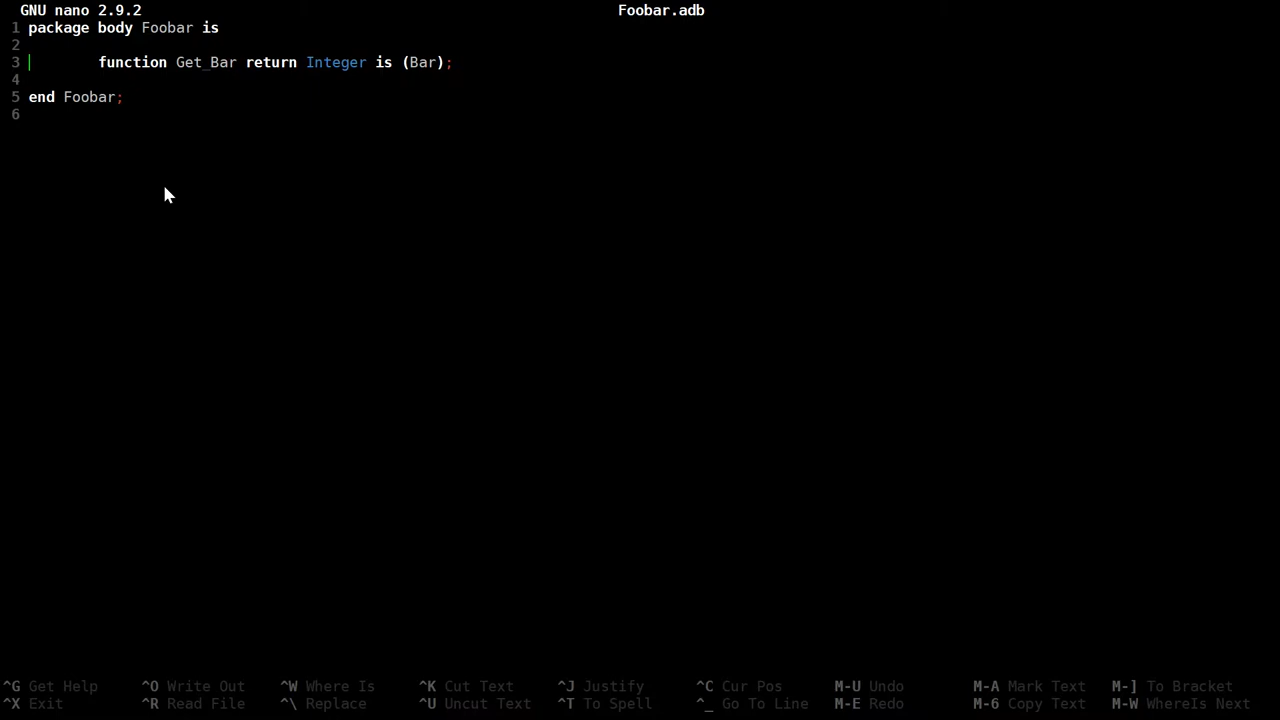 GNU nano 2.9.2 Foobar.adb
1 package body Foobar is
2
3 function Get_Bar return Integer is (Bar);
4
5 end Foobar;
6
^G Get Help ^O Write Out ^W Where Is ^K Cut Text ^J Justify ^C Cur Pos M-U Undo M-A Mark Text M-] To Bracket
^X Exit ^R Read File ^\ Replace ^U Uncut Text ^T To Spell ^_ Go To Line M-E Redo M-6 Copy Text M-W WhereIs Next